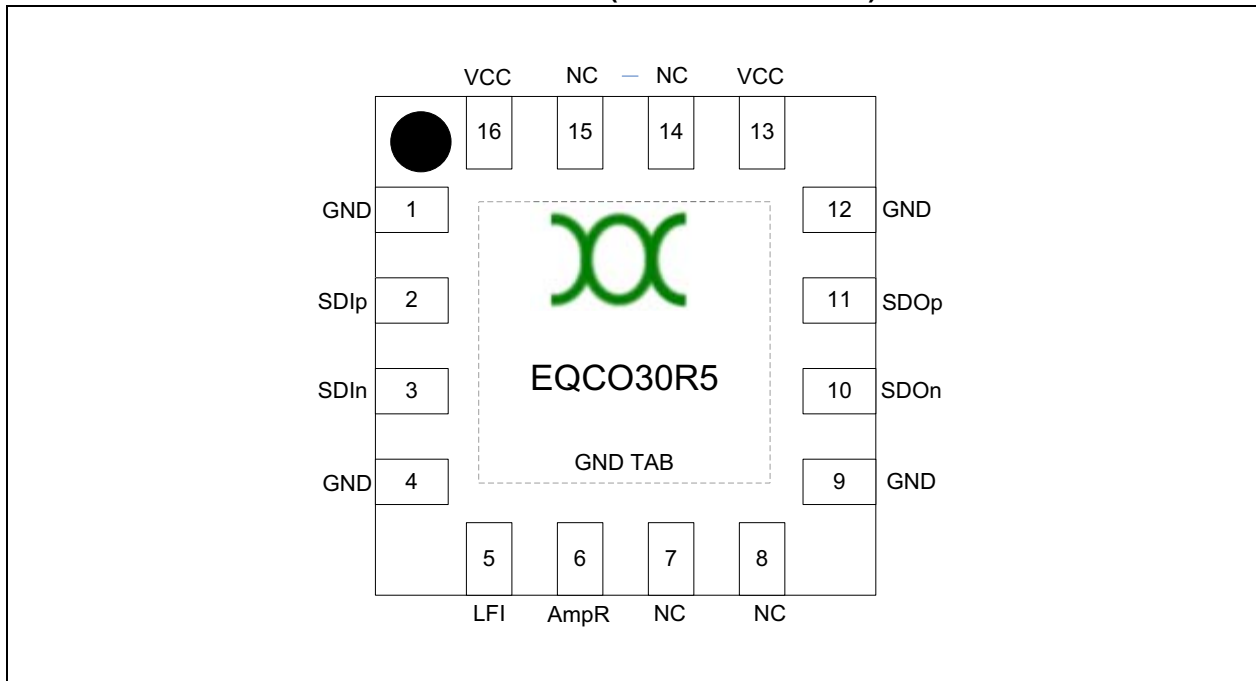 VCC NC – NC VCC
16 15 14 13
GND 1 12 GND
SDIp 2 11 SDOp
EQCO30R5
SDIn 3 10 SDOn
GND TAB
GND 4 9 GND
5 6 7 8
LFI AmpR NC NC